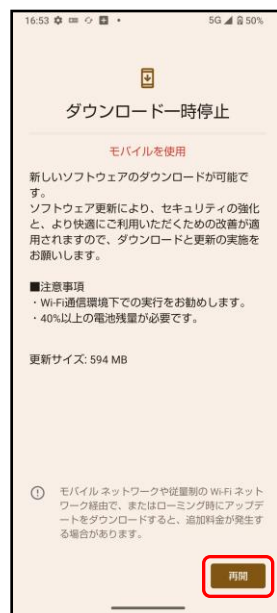 16:53 5G 50%
ダウンロード一時停止
モバイルを使用
新しいソフトウェアのダウンロードが可能で
す。
ソフトウェア更新により、セキュリティの強化
と、より快適にご利用いただくための改善が適
用されますので、ダウンロードと更新の実施を
お願いします。
■注意事項
・Wi-Fi通信環境下での実行をお勧めします。
・40%以上の電池残量が必要です。
更新サイズ: 594 MB
モバイル ネットワークや従量制の Wi-Fi ネット
ワーク経由で、またはローミング時にアップデ
ートをダウンロードすると、追加料金が発生す
る場合があります。
再開